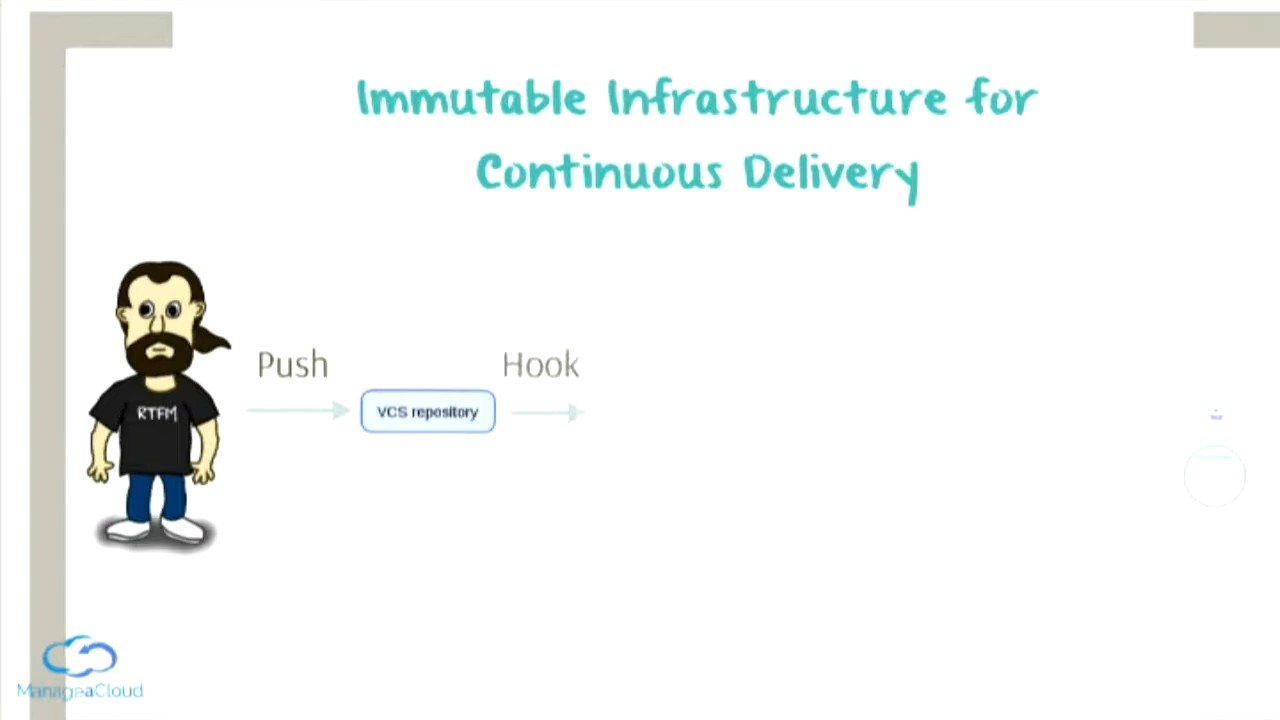 Immutable Infrastructure for
Continuous Delivery
Push
Hook
RTFM
VCS repository
ManageaCloud